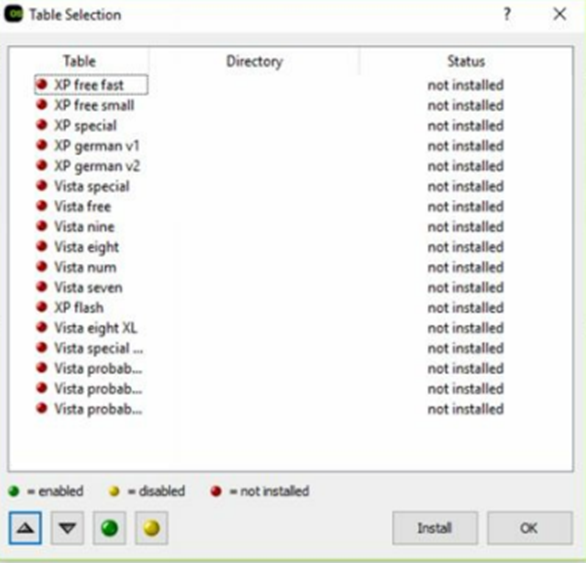 Table Selection ? ×
Table Directory Status
XP free fast not installed
XP free small not installed
XP special not installed
XP german v1 not installed
XP german v2 not installed
Vista special not installed
Vista free not installed
Vista nine not installed
Vista eight not installed
Vista num not installed
Vista seven not installed
XP flash not installed
Vista eight XL not installed
Vista special ... not installed
Vista probab... not installed
Vista probab... not installed
Vista probab... not installed
= enabled = disabled = not installed
Install OK